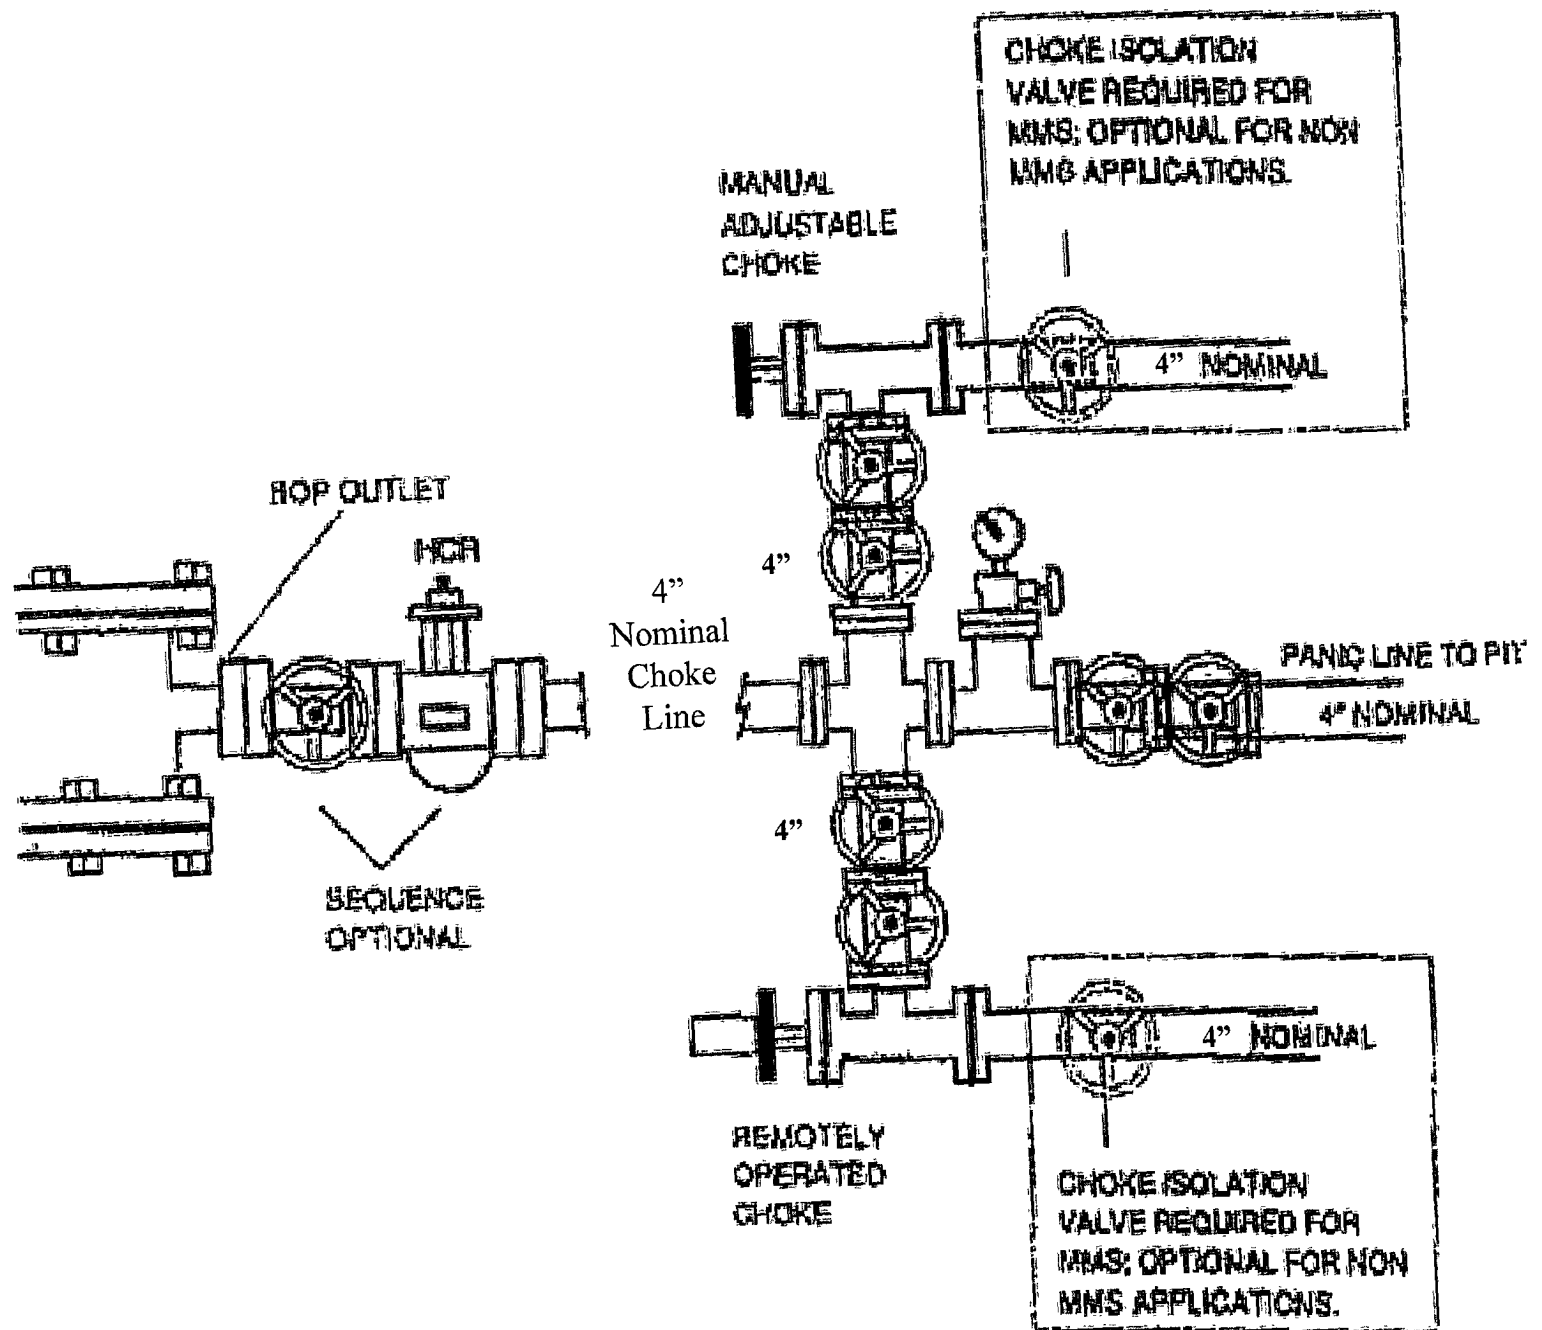 CHOKE ISOLATION
VALVE REQUIRED FOR
MMS; OPTIONAL FOR NON
MMS APPLICATIONS.
MANUAL
ADJUSTABLE
CHOKE
4” NOMINAL
BOP OUTLET
HCR
4”
4”
Nominal
Choke
Line
PANIC LINE TO PIT
4" NOMINAL
4”
SEQUENCE
OPTIONAL
4” NOMINAL
REMOTELY
OPERATED
CHOKE
CHOKE ISOLATION
VALVE REQUIRED FOR
MMS; OPTIONAL FOR NON
MMS APPLICATIONS.